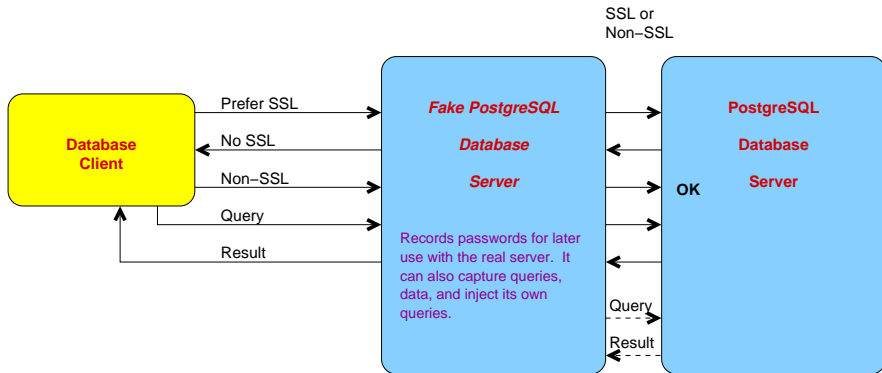 SSL or
Non−SSL
Prefer SSL
No SSL
Non−SSL
Query
Result
Database
Client
Fake PostgreSQL
Database
Server
Records passwords for later
use with the real server. It
can also capture queries,
data, and inject its own
queries.
PostgreSQL
Database
Server
OK
Query
Result